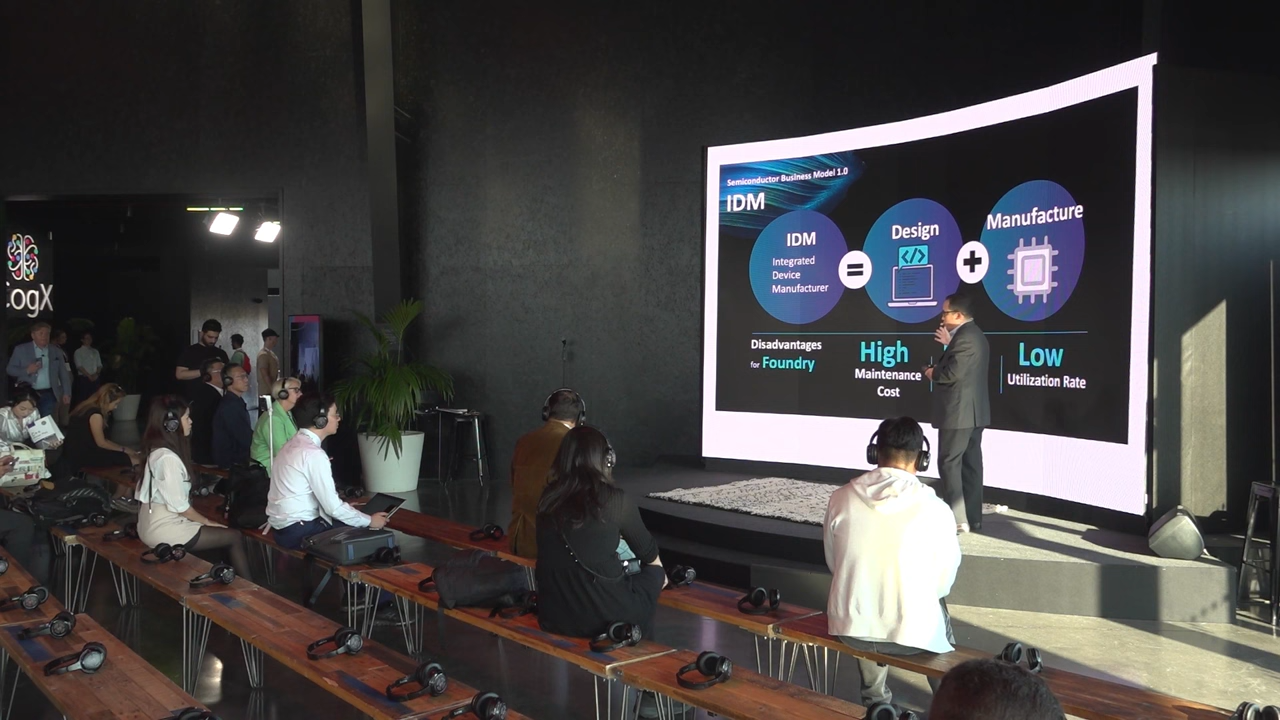 Semiconductor Business Model 1.0
IDM
IDM
Integrated
Device
Manufacturer
=
Design
</>
+
Manufacture
Disadvantages
for Foundry
High
Maintenance
Cost
Low
Utilization Rate
CogX